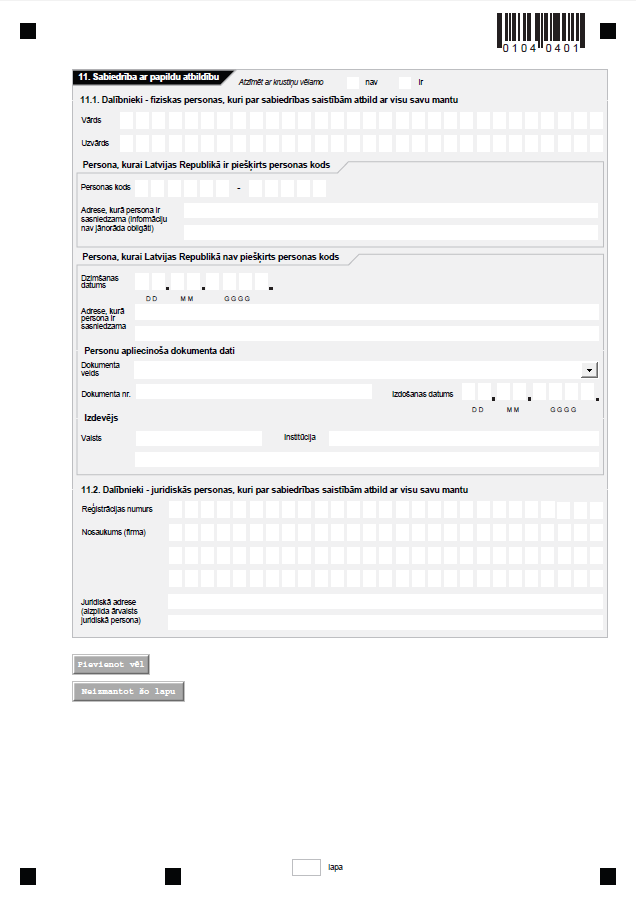 0104 0401
11. Sabiedrība ar papildu atbildību Atzīmēt ar krustiņu vēlamo nav ir
11.1. Dalībnieki - fiziskas personas, kuri par sabiedrības saistībām atbild ar visu savu mantu
Vārds
Uzvārds
Persona, kurai Latvijas Republikā ir piešķirts personas kods
Personas kods -
Adrese, kurā persona ir
sasniedzama (informāciju
nav jānorāda obligāti)
Persona, kurai Latvijas Republikā nav piešķirts personas kods
Dzimšanas
datums
. . .
DD MM GGGG
Adrese, kurā
persona ir
sasniedzama
Personu apliecinoša dokumenta dati
Dokumenta
veids
Dokumenta nr. Izdošanas datums . . .
DD MM GGGG
Izdevējs
Valsts Institūcija
11.2. Dalībnieki - juridiskās personas, kuri par sabiedrības saistībām atbild ar visu savu mantu
Reģistrācijas numurs
Nosaukums (firma)
Juridiskā adrese
(aizpilda ārvalsts
juridiskā persona)
Pievienot vēl
Neizmantot šo lapu
lapa